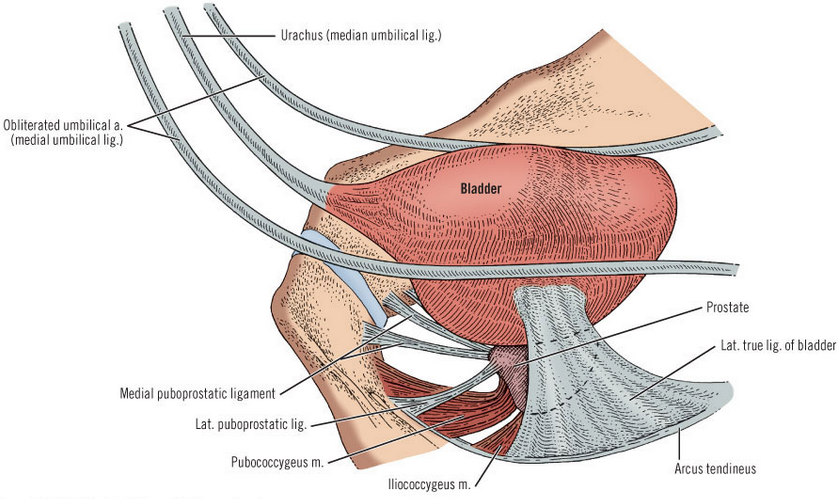 Urachus (median umbilical lig.)
Obliterated umbilical a.
(medial umbilical lig.)
Bladder
Prostate
Lat. true lig. of bladder
Medial puboprostatic ligament
Lat. puboprostatic lig.
Pubococcygeus m.
Iliococcygeus m.
Arcus tendineus